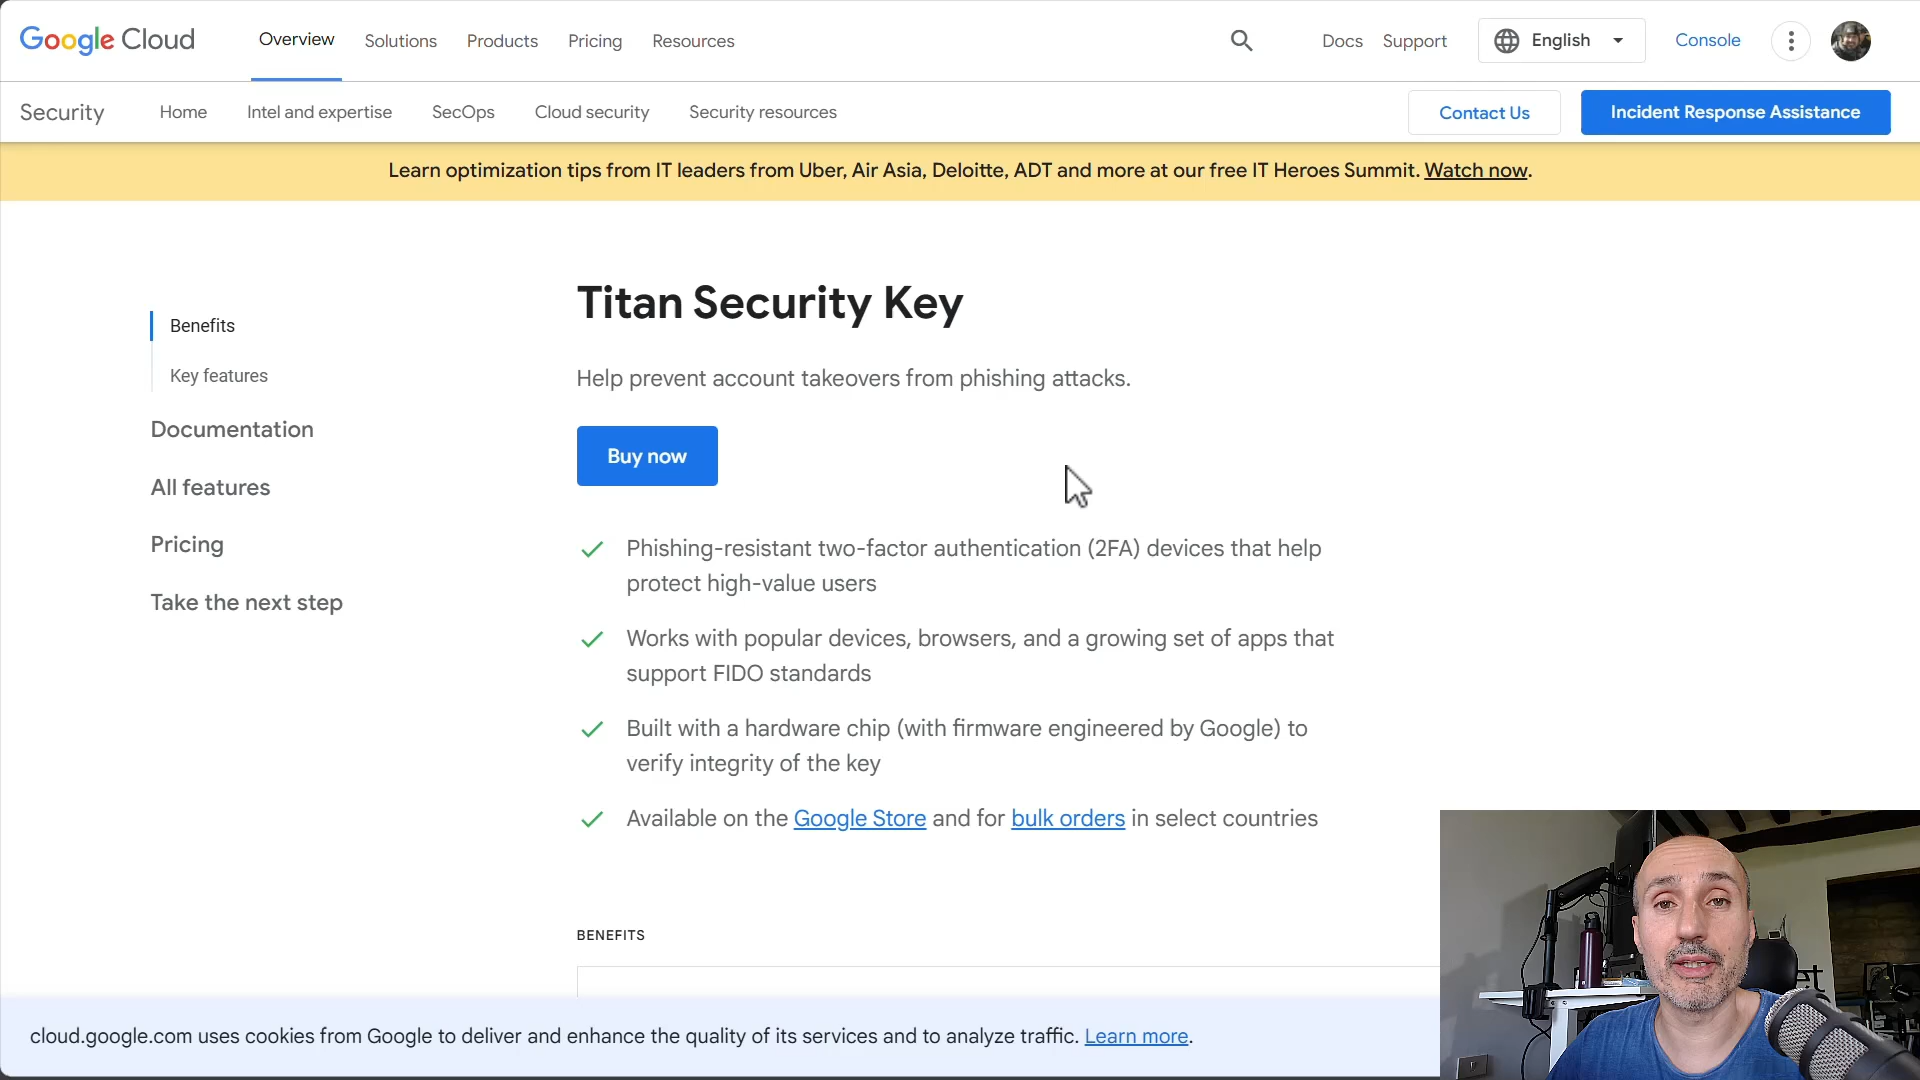 Google Cloud
Overview
Solutions
Products
Pricing
Resources
Docs
Support
English
Console
Security
Home
Intel and expertise
SecOps
Cloud security
Security resources
Contact Us
Incident Response Assistance
Learn optimization tips from IT leaders from Uber, Air Asia, Deloitte, ADT and more at our free IT Heroes Summit. Watch now.
Benefits
Key features
Documentation
All features
Pricing
Take the next step
Titan Security Key
Help prevent account takeovers from phishing attacks.
Buy now
Phishing-resistant two-factor authentication (2FA) devices that help
protect high-value users
Works with popular devices, browsers, and a growing set of apps that
support FIDO standards
Built with a hardware chip (with firmware engineered by Google) to
verify integrity of the key
Available on the Google Store and for bulk orders in select countries
BENEFITS
cloud.google.com uses cookies from Google to deliver and enhance the quality of its services and to analyze traffic. Learn more.